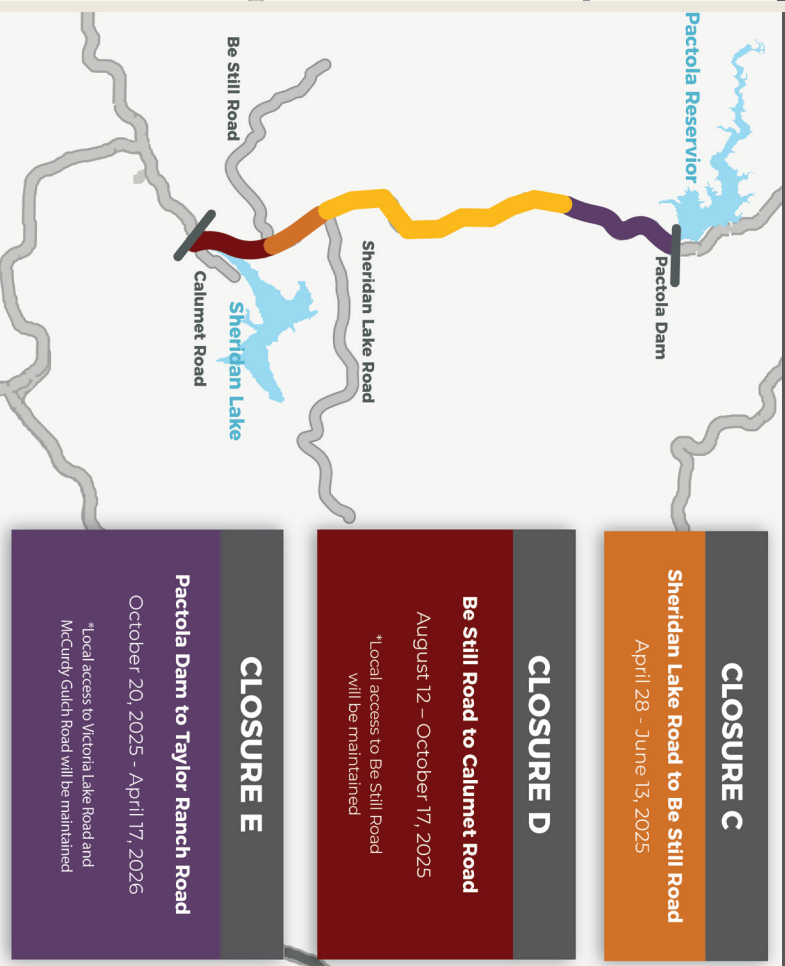 Pactola Reservior
Pactola Dam
Be Still Road
Sheridan Lake Road
Sheridan Lake
Calumet Road
CLOSURE C
Sheridan Lake Road to Be Still Road
April 28 - June 13, 2025
CLOSURE D
Be Still Road to Calumet Road
August 12 – October 17, 2025
*Local access to Be Still Road
will be maintained
CLOSURE E
Pactola Dam to Taylor Ranch Road
October 20, 2025 - April 17, 2026
*Local access to Victoria Lake Road and
McCurdy Gulch Road will be maintained